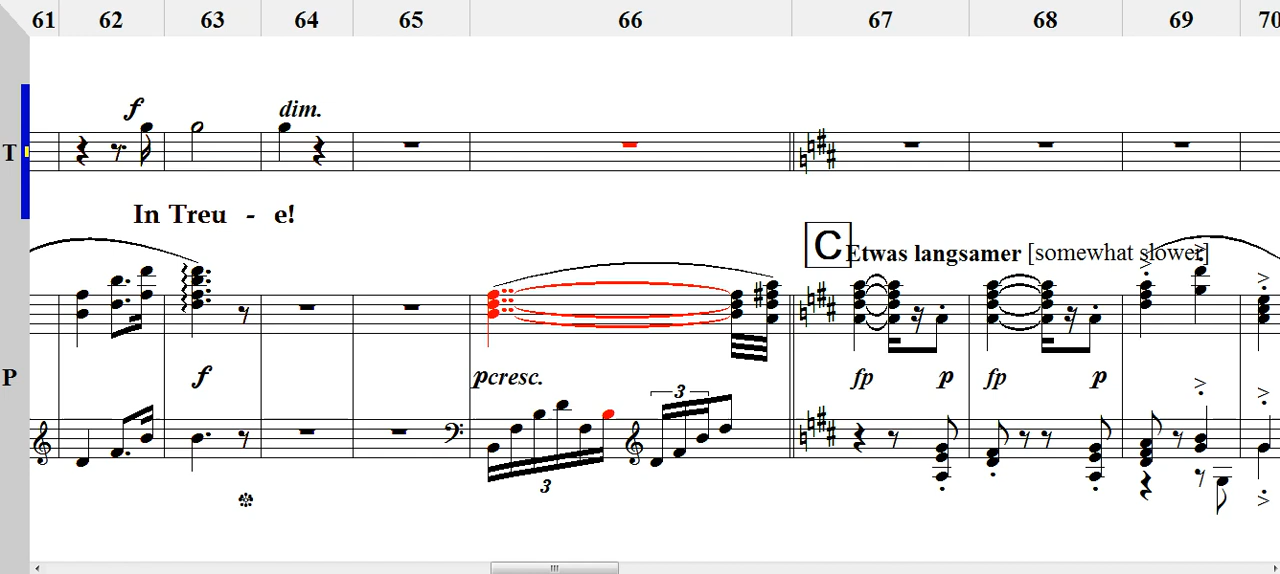 61 62 63 64 65 66 67 68 69 70
f dim.
T
In Treu - e!
C Etwas langsamer [somewhat slower]
P f pcresc. fp p fp p
3
3